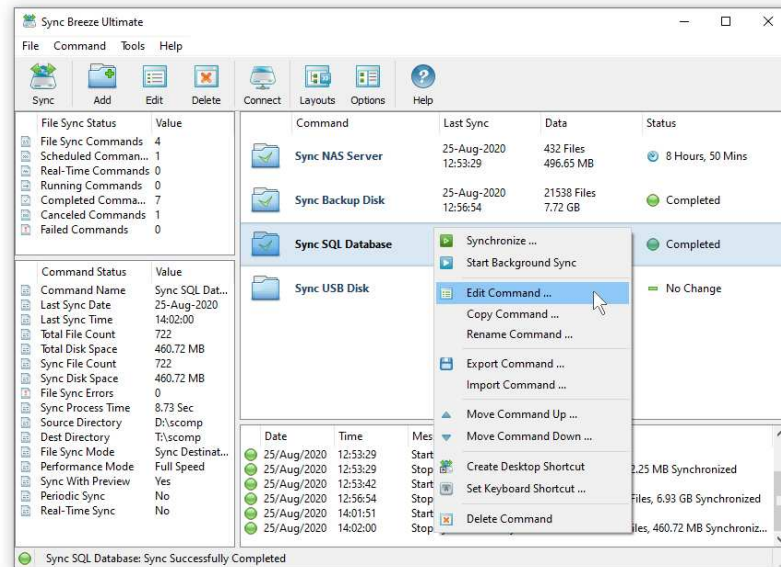 Sync Breeze Ultimate
File Command Tools Help
Sync Add Edit Delete Connect Layouts Options Help
File Sync Status Value
File Sync Commands 4
Scheduled Comman... 1
Real-Time Commands 0
Running Commands 0
Completed Comma... 7
Canceled Commands 1
Failed Commands 0
Command Status Value
Command Name Sync SQL Dat...
Last Sync Date 25-Aug-2020
Last Sync Time 14:02:00
Total File Count 722
Total Disk Space 460.72 MB
Sync File Count 722
Sync Disk Space 460.72 MB
File Sync Errors 0
Sync Process Time 8.73 Sec
Source Directory D:\scomp
Dest Directory T:\scomp
File Sync Mode Sync Destinat...
Performance Mode Full Speed
Sync With Preview Yes
Periodic Sync No
Real-Time Sync No
Command Last Sync Data Status
Sync NAS Server 25-Aug-2020 12:53:29 432 Files 496.65 MB 8 Hours, 50 Mins
Sync Backup Disk 25-Aug-2020 12:56:54 21538 Files 7.72 GB Completed
Sync SQL Database Completed
Sync USB Disk No Change
Synchronize ...
Start Background Sync
Edit Command ...
Copy Command ...
Rename Command ...
Export Command ...
Import Command ...
Move Command Up ...
Move Command Down ...
Create Desktop Shortcut
Set Keyboard Shortcut ...
Delete Command
Date Time Mes
25/Aug/2020 12:53:29 Start
25/Aug/2020 12:53:29 Stop 2.25 MB Synchronized
25/Aug/2020 12:53:42 Start
25/Aug/2020 12:56:54 Stop Files, 6.93 GB Synchronized
25/Aug/2020 14:01:51 Start
25/Aug/2020 14:02:00 Stop iles, 460.72 MB Synchroniz...
Sync SQL Database: Sync Successfully Completed